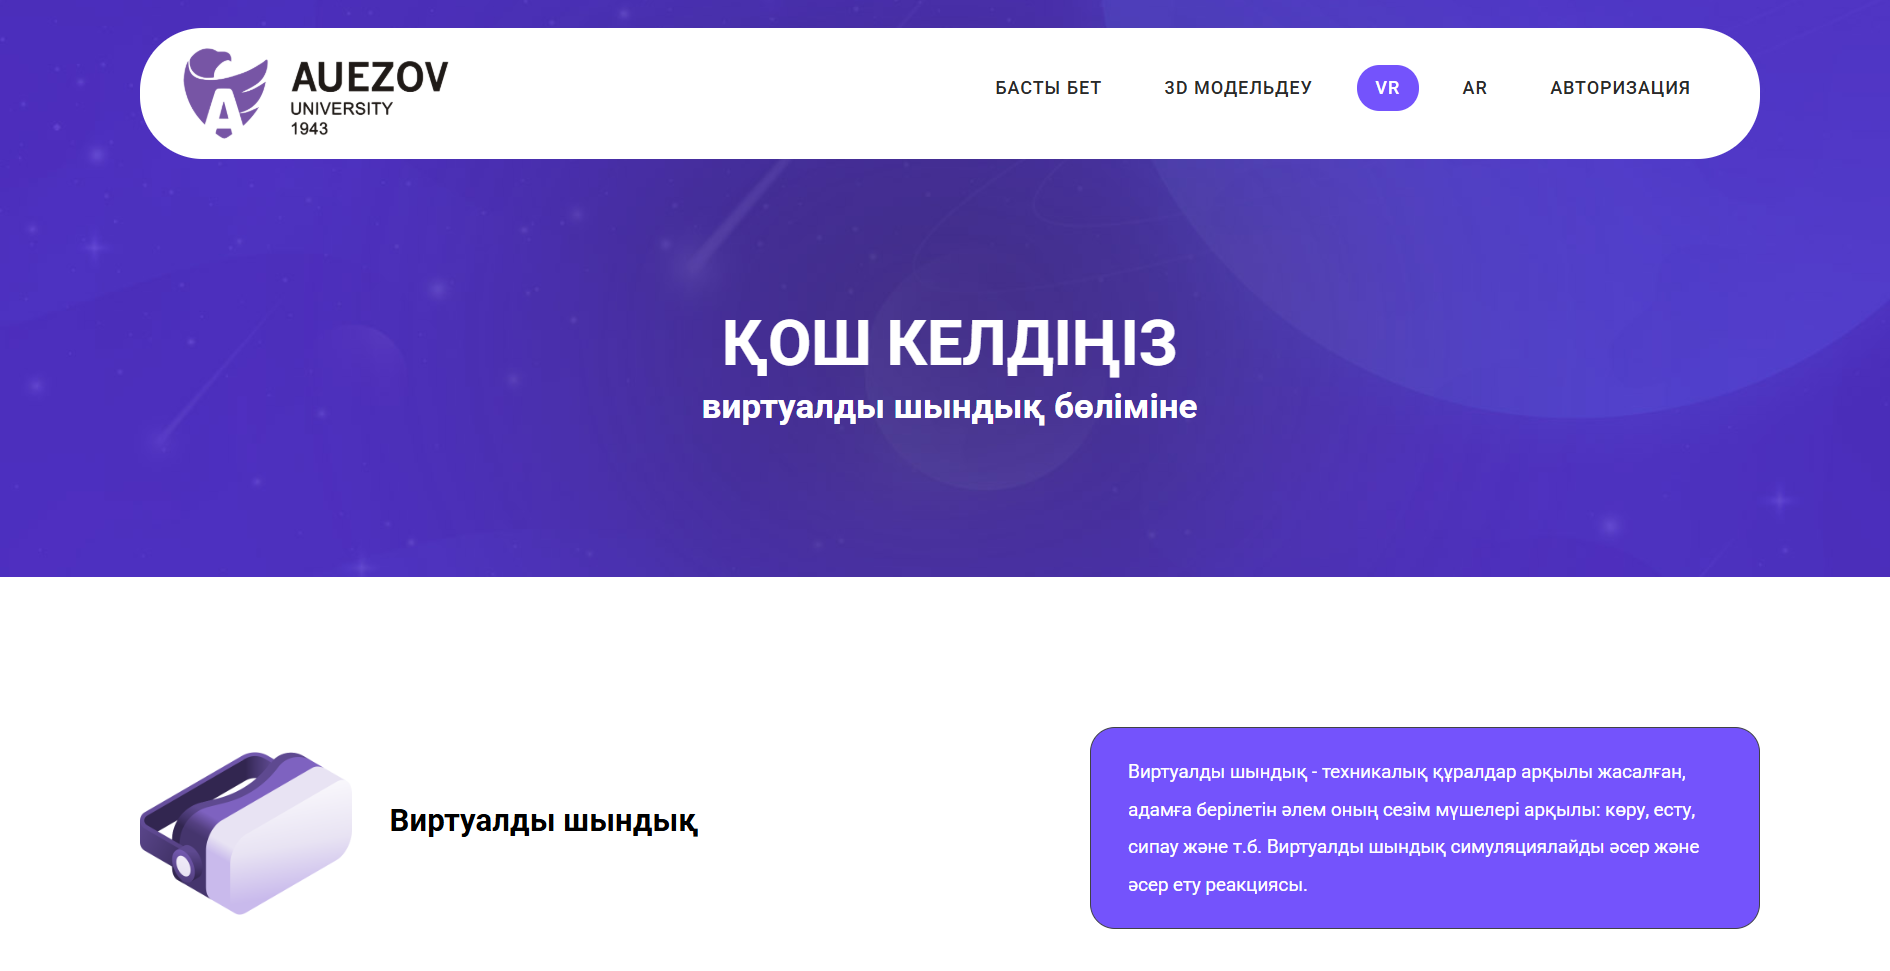 AUEZOV
UNIVERSITY
1943
БАСТЫ БЕТ
3D МОДЕЛЬДЕУ
VR
AR
АВТОРИЗАЦИЯ
ҚОШ КЕЛДІҢІЗ
виртуалды шындық бөліміне
Виртуалды шындық
Виртуалды шындық - техникалық құралдар арқылы жасалған,
адамға берілетін әлем оның сезім мүшелері арқылы: көру, есту,
сипау және т.б. Виртуалды шындық симуляциялайды әсер және
әсер ету реакциясы.